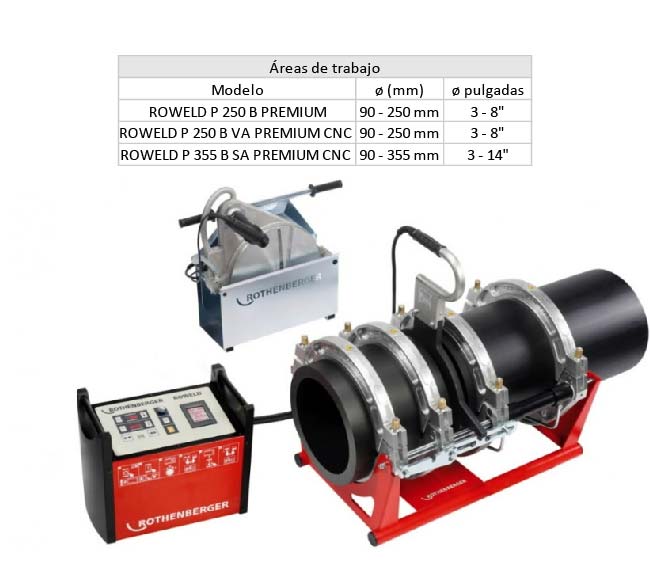 Áreas de trabajo
Modelo ø (mm) ø pulgadas
ROWELD P 250 B PREMIUM 90 - 250 mm 3 - 8"
ROWELD P 250 B VA PREMIUM CNC 90 - 250 mm 3 - 8"
ROWELD P 355 B SA PREMIUM CNC 90 - 355 mm 3 - 14"
ROTHENBERGER
ROTHENBERGER ROWELD
ROTHENBERGER
ROTHENBERGER